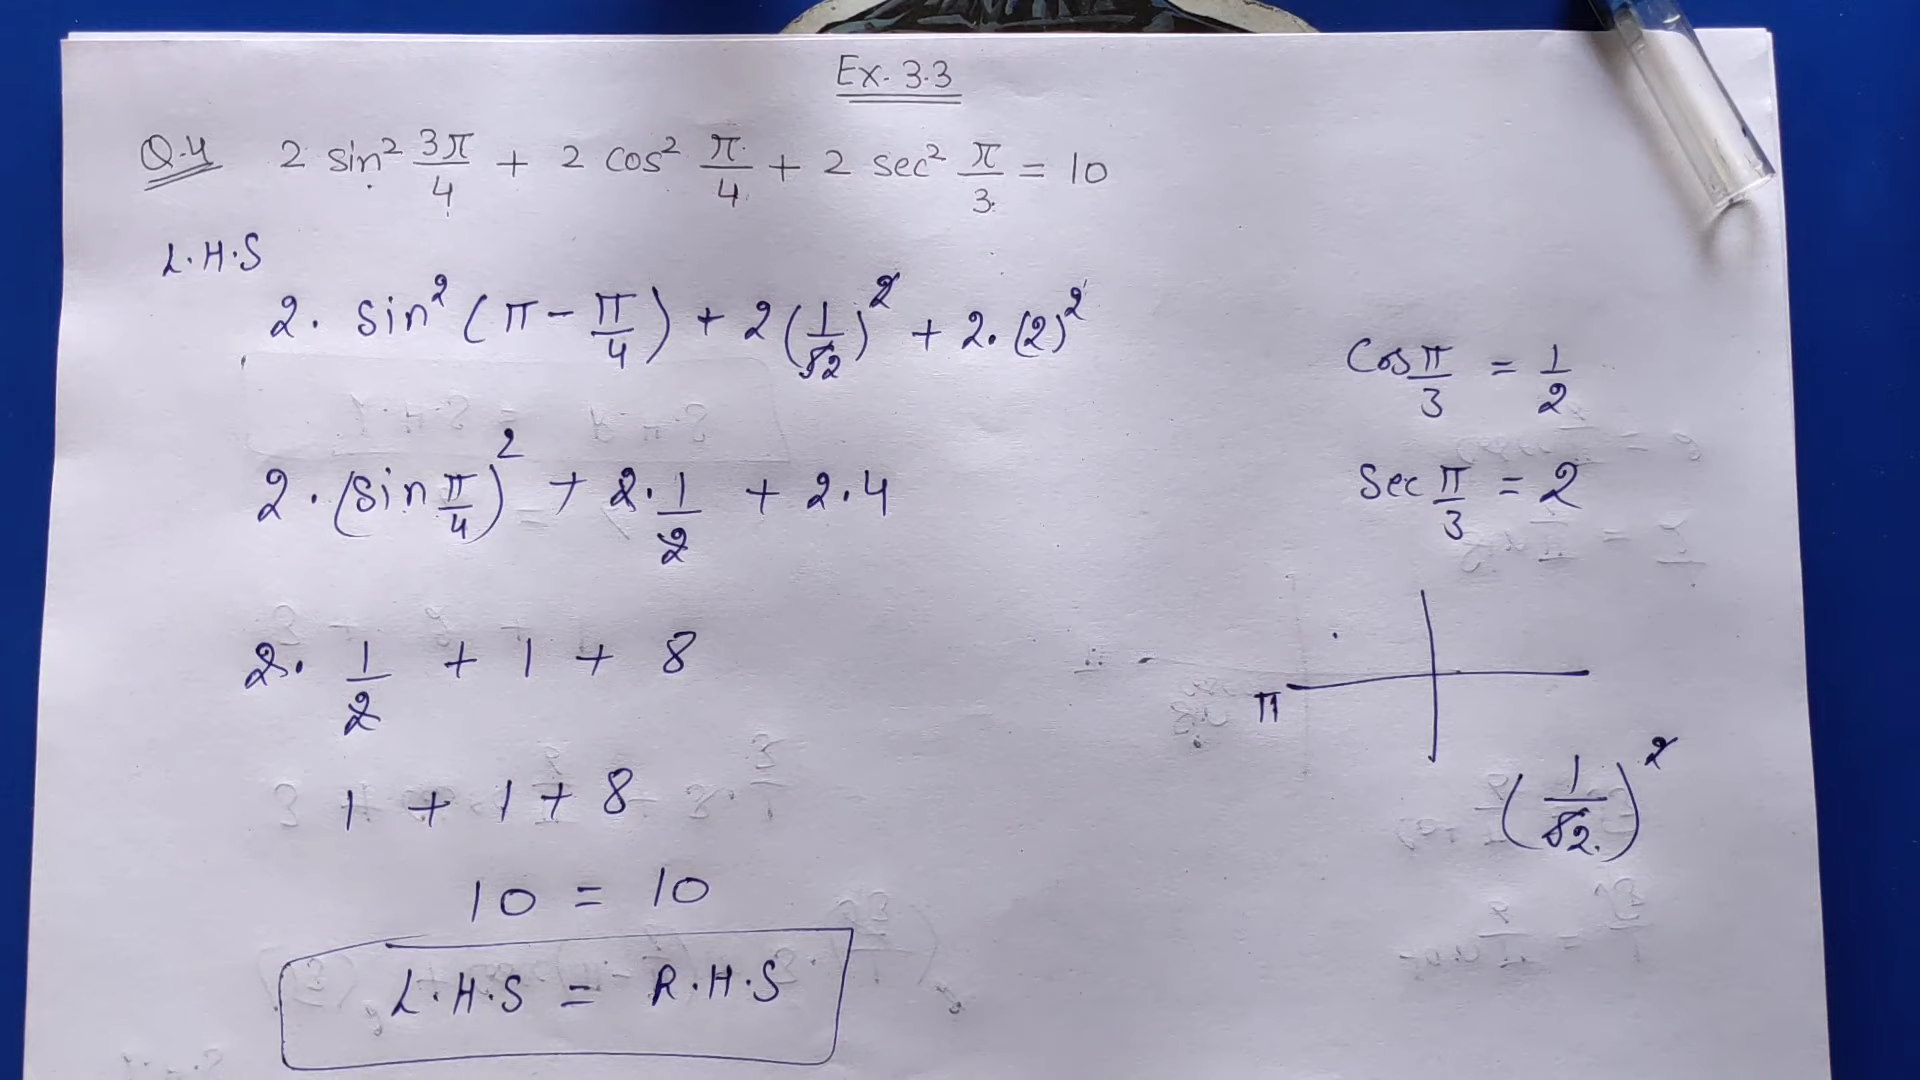 Ex. 3.3
Q.4 2 sin² 3π/4 + 2 cos² π/4 + 2 sec² π/3 = 10
L.H.S
2. sin² (π - π/4) + 2 (1/√2)² + 2. (2)²
cos π/3 = 1/2
2. (sin π/4)² + 2. 1/2 + 2.4
sec π/3 = 2
2. 1/2 + 1 + 8
π
1 + 1 + 8
(1/√2)²
10 = 10
L.H.S = R.H.S